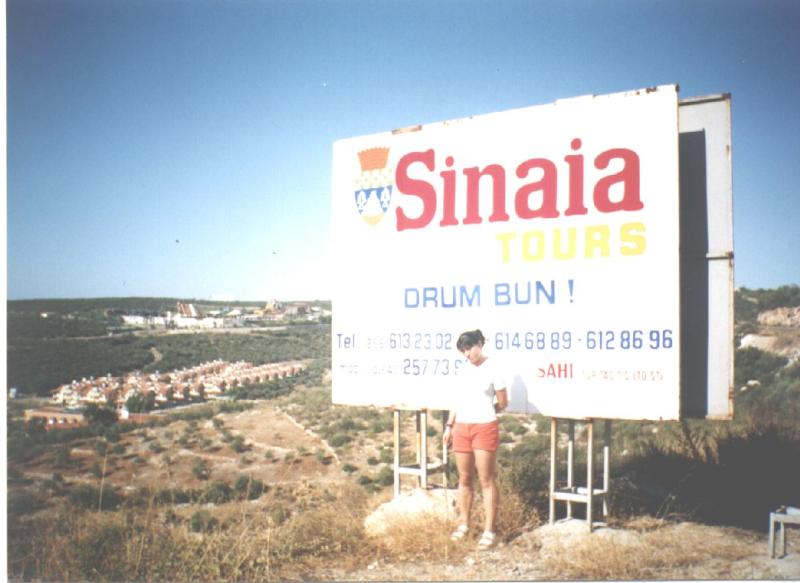 Sinaia
TOURS
DRUM BUN !
Tel. 613 23 02 - 614 68 89 - 612 86 96
257 73 SAHI